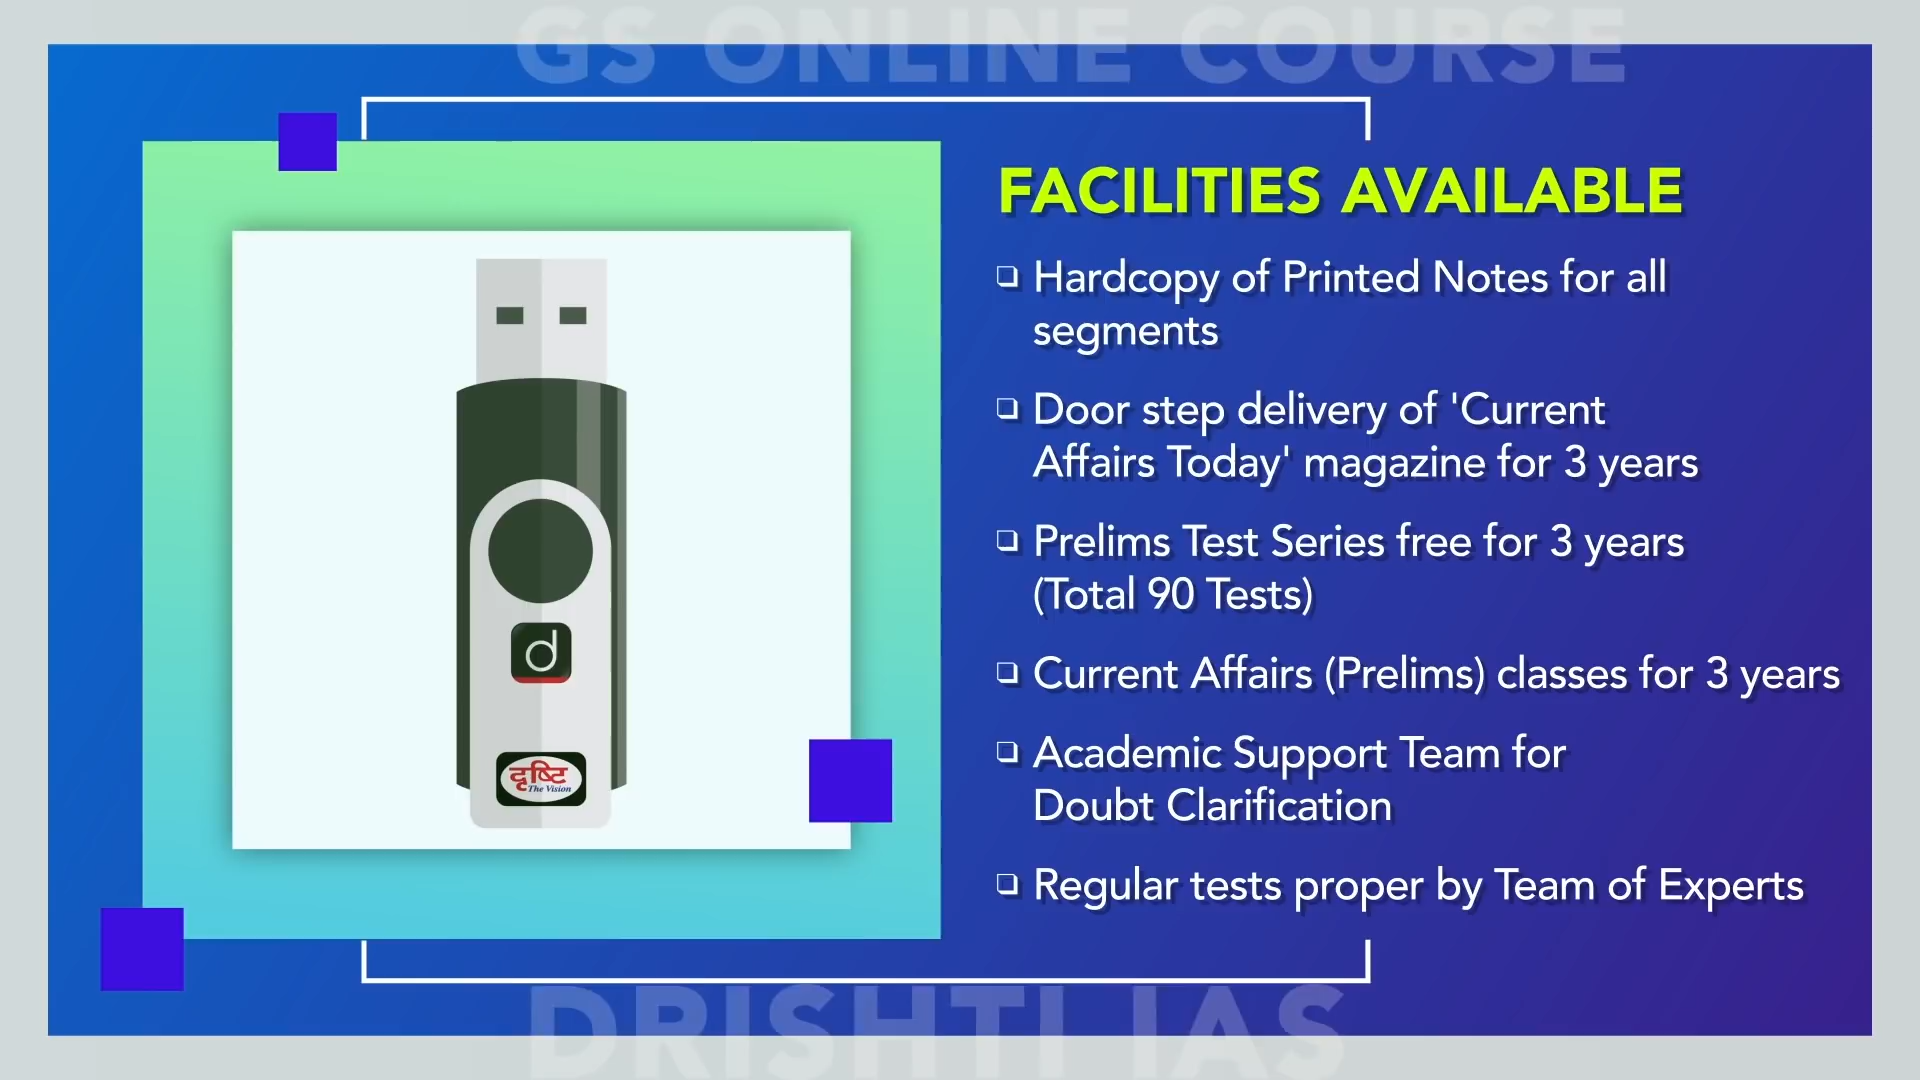 GS ONLINE COURSE
FACILITIES AVAILABLE
❏ Hardcopy of Printed Notes for all
segments
❏ Door step delivery of 'Current
Affairs Today' magazine for 3 years
❏ Prelims Test Series free for 3 years
(Total 90 Tests)
❏ Current Affairs (Prelims) classes for 3 years
❏ Academic Support Team for
Doubt Clarification
❏ Regular tests proper by Team of Experts
d
दृष्टि
The Vision
DRISHTI IAS